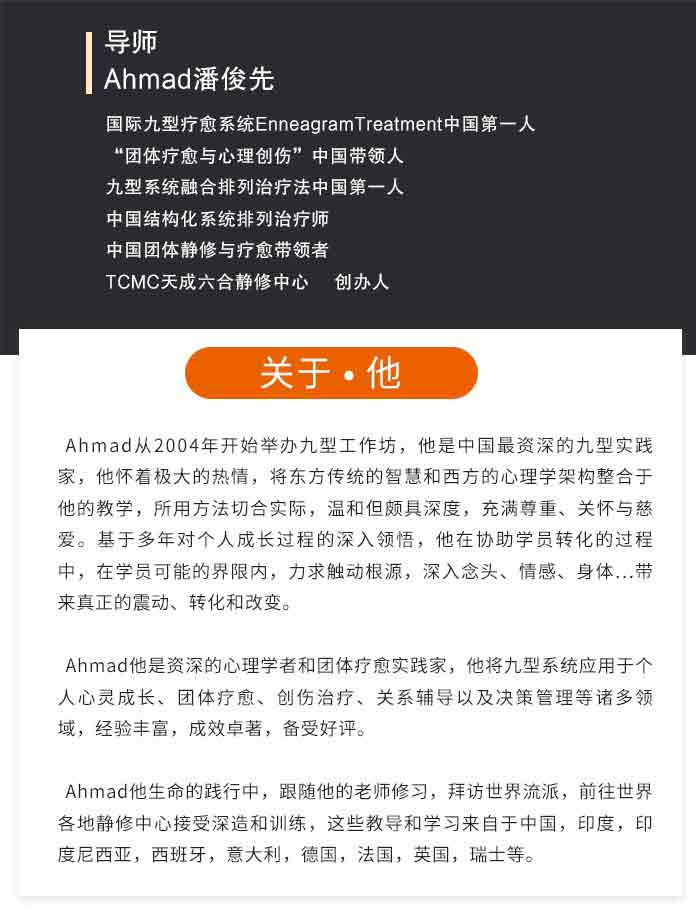 导师
Ahmad潘俊先
国际九型疗愈系统EnneagramTreatment中国第一人
“团体疗愈与心理创伤”中国带领人
九型系统融合排列治疗法中国第一人
中国结构化系统排列治疗师
中国团体静修与疗愈带领者
TCMC天成六合静修中心 创办人
关于·他
Ahmad从2004年开始举办九型工作坊，他是中国最资深的九型实践
家，他怀着极大的热情，将东方传统的智慧和西方的心理学架构整合于
他的教学，所用方法切合实际，温和但颇具深度，充满尊重、关怀与慈
爱。基于多年对个人成长过程的深入领悟，他在协助学员转化的过程
中，在学员可能的界限内，力求触动根源，深入念头、情感、身体...带
来真正的震动、转化和改变。
Ahmad他是资深的心理学者和团体疗愈实践家，他将九型系统应用于个
人心灵成长、团体疗愈、创伤治疗、关系辅导以及决策管理等诸多领
域，经验丰富，成效卓著，备受好评。
Ahmad他生命的践行中，跟随他的老师修习，拜访世界流派，前往世界
各地静修中心接受深造和训练，这些教导和学习来自于中国，印度，印
度尼西亚，西班牙，意大利，德国，法国，英国，瑞士等。